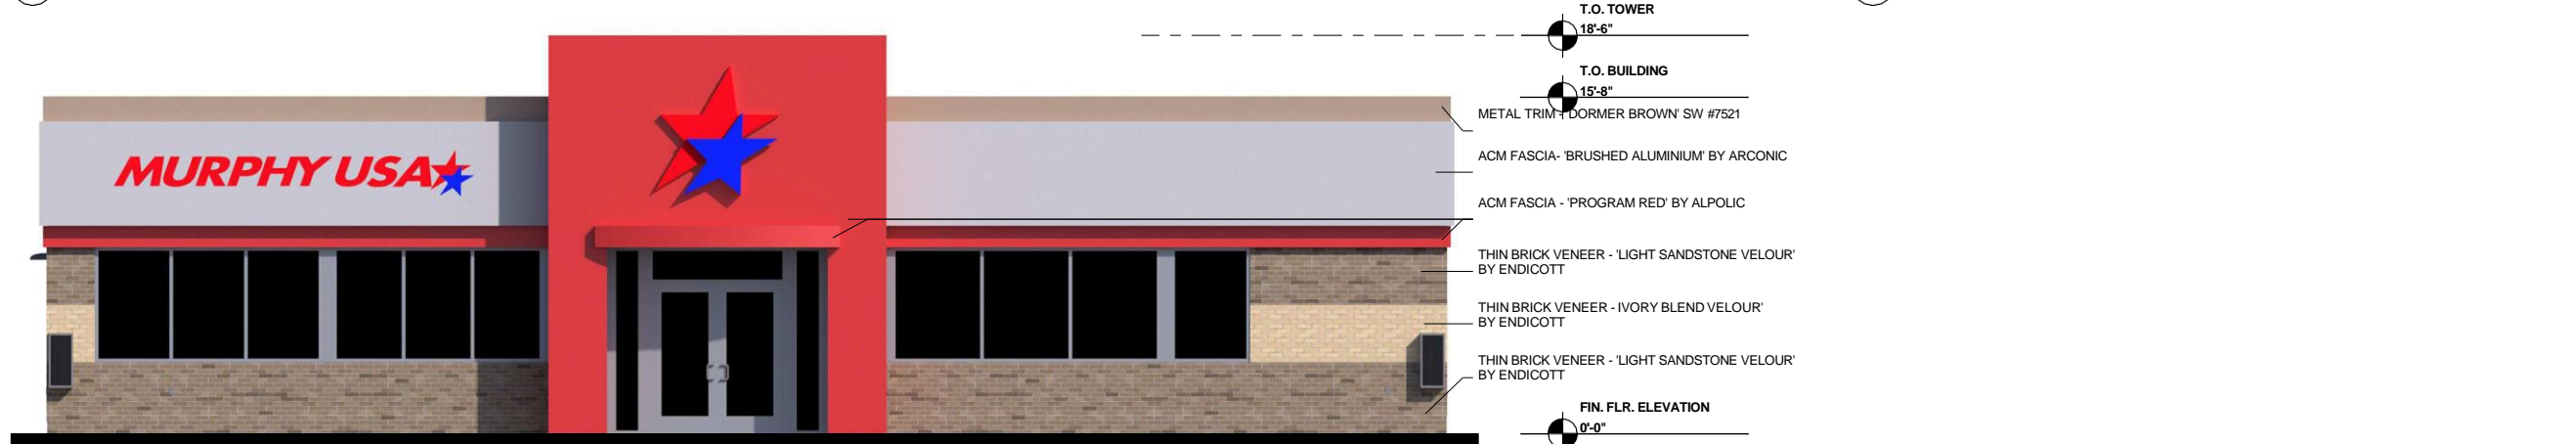 T.O. TOWER
18'-6"
T.O. BUILDING
15'-8"
METAL TRIM - 'DORMER BROWN' SW #7521
MURPHY USA
ACM FASCIA- 'BRUSHED ALUMINIUM' BY ARCONIC
ACM FASCIA - 'PROGRAM RED' BY ALPOLIC
THIN BRICK VENEER - 'LIGHT SANDSTONE VELOUR'
BY ENDICOTT
THIN BRICK VENEER - IVORY BLEND VELOUR'
BY ENDICOTT
THIN BRICK VENEER - 'LIGHT SANDSTONE VELOUR'
BY ENDICOTT
FIN. FLR. ELEVATION
0'-0"